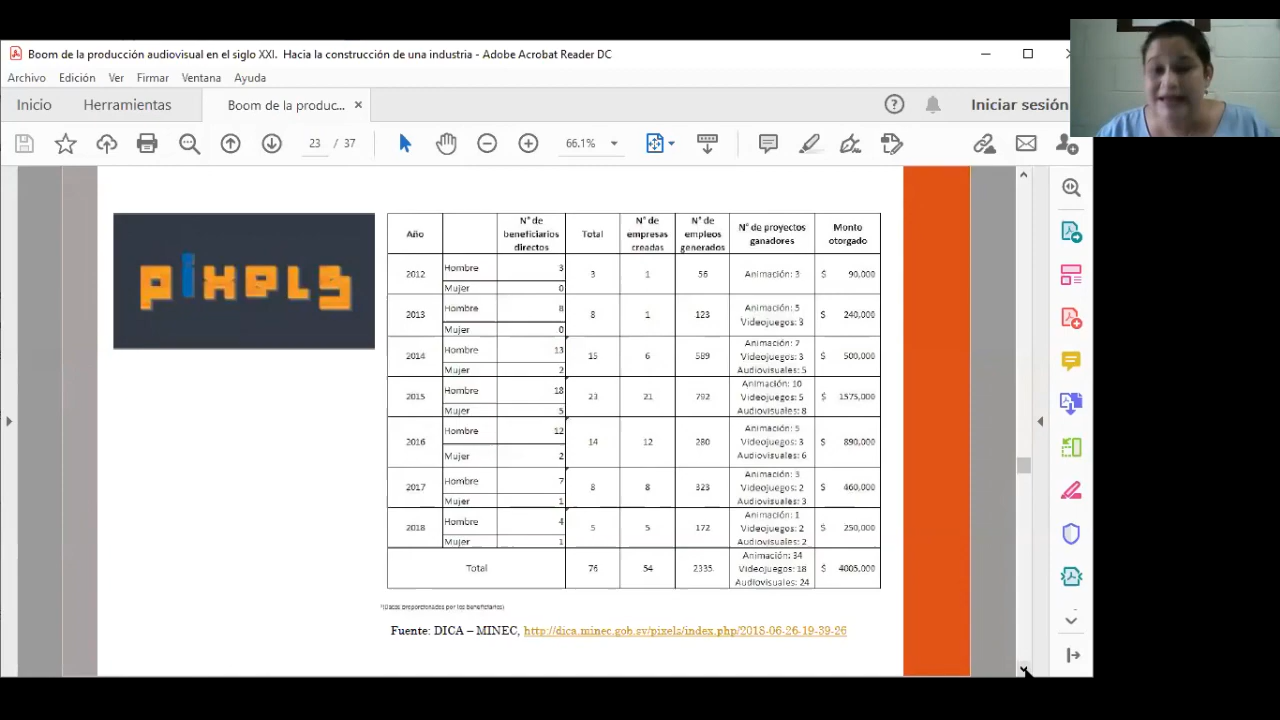 Boom de la producción audiovisual en el siglo XXI. Hacia la construcción de una industria - Adobe Acrobat Reader DC
Archivo Edición Ver Firmar Ventana Ayuda
Inicio Herramientas Boom de la produc... Iniciar sesión
23 / 37 66.1%
pixels
Año N° de beneficiarios directos Total N° de empresas creadas N° de empleos generados N° de proyectos ganadores Monto otorgado
2012 Hombre 3 3 1 56 Animación: 3 $ 90,000
Mujer 0
2013 Hombre 8 8 1 123 Animación: 5 $ 240,000
Mujer 0 Videojuegos: 3
2014 Hombre 13 15 6 589 Animación: 7 $ 500,000
Videojuegos: 3
Mujer 2 Audiovisuales: 5
2015 Hombre 18 23 21 792 Animación: 10 $ 1575,000
Videojuegos: 5
Mujer 5 Audiovisuales: 8
2016 Hombre 12 14 12 280 Animación: 5 $ 890,000
Videojuegos: 3
Mujer 2 Audiovisuales: 6
2017 Hombre 7 8 8 323 Animación: 3 $ 460,000
Videojuegos: 2
Mujer 1 Audiovisuales: 3
2018 Hombre 4 5 5 172 Animación: 1 $ 250,000
Videojuegos: 2
Mujer 1 Audiovisuales: 2
Total 76 54 2335 Animación: 34 $ 4005,000
Videojuegos: 18
Audiovisuales: 24
*(Datos proporcionados por los beneficiarios)
Fuente: DICA – MINEC, http://dica.minec.gob.sv/pixels/index.php/2018-06-26-19-39-26